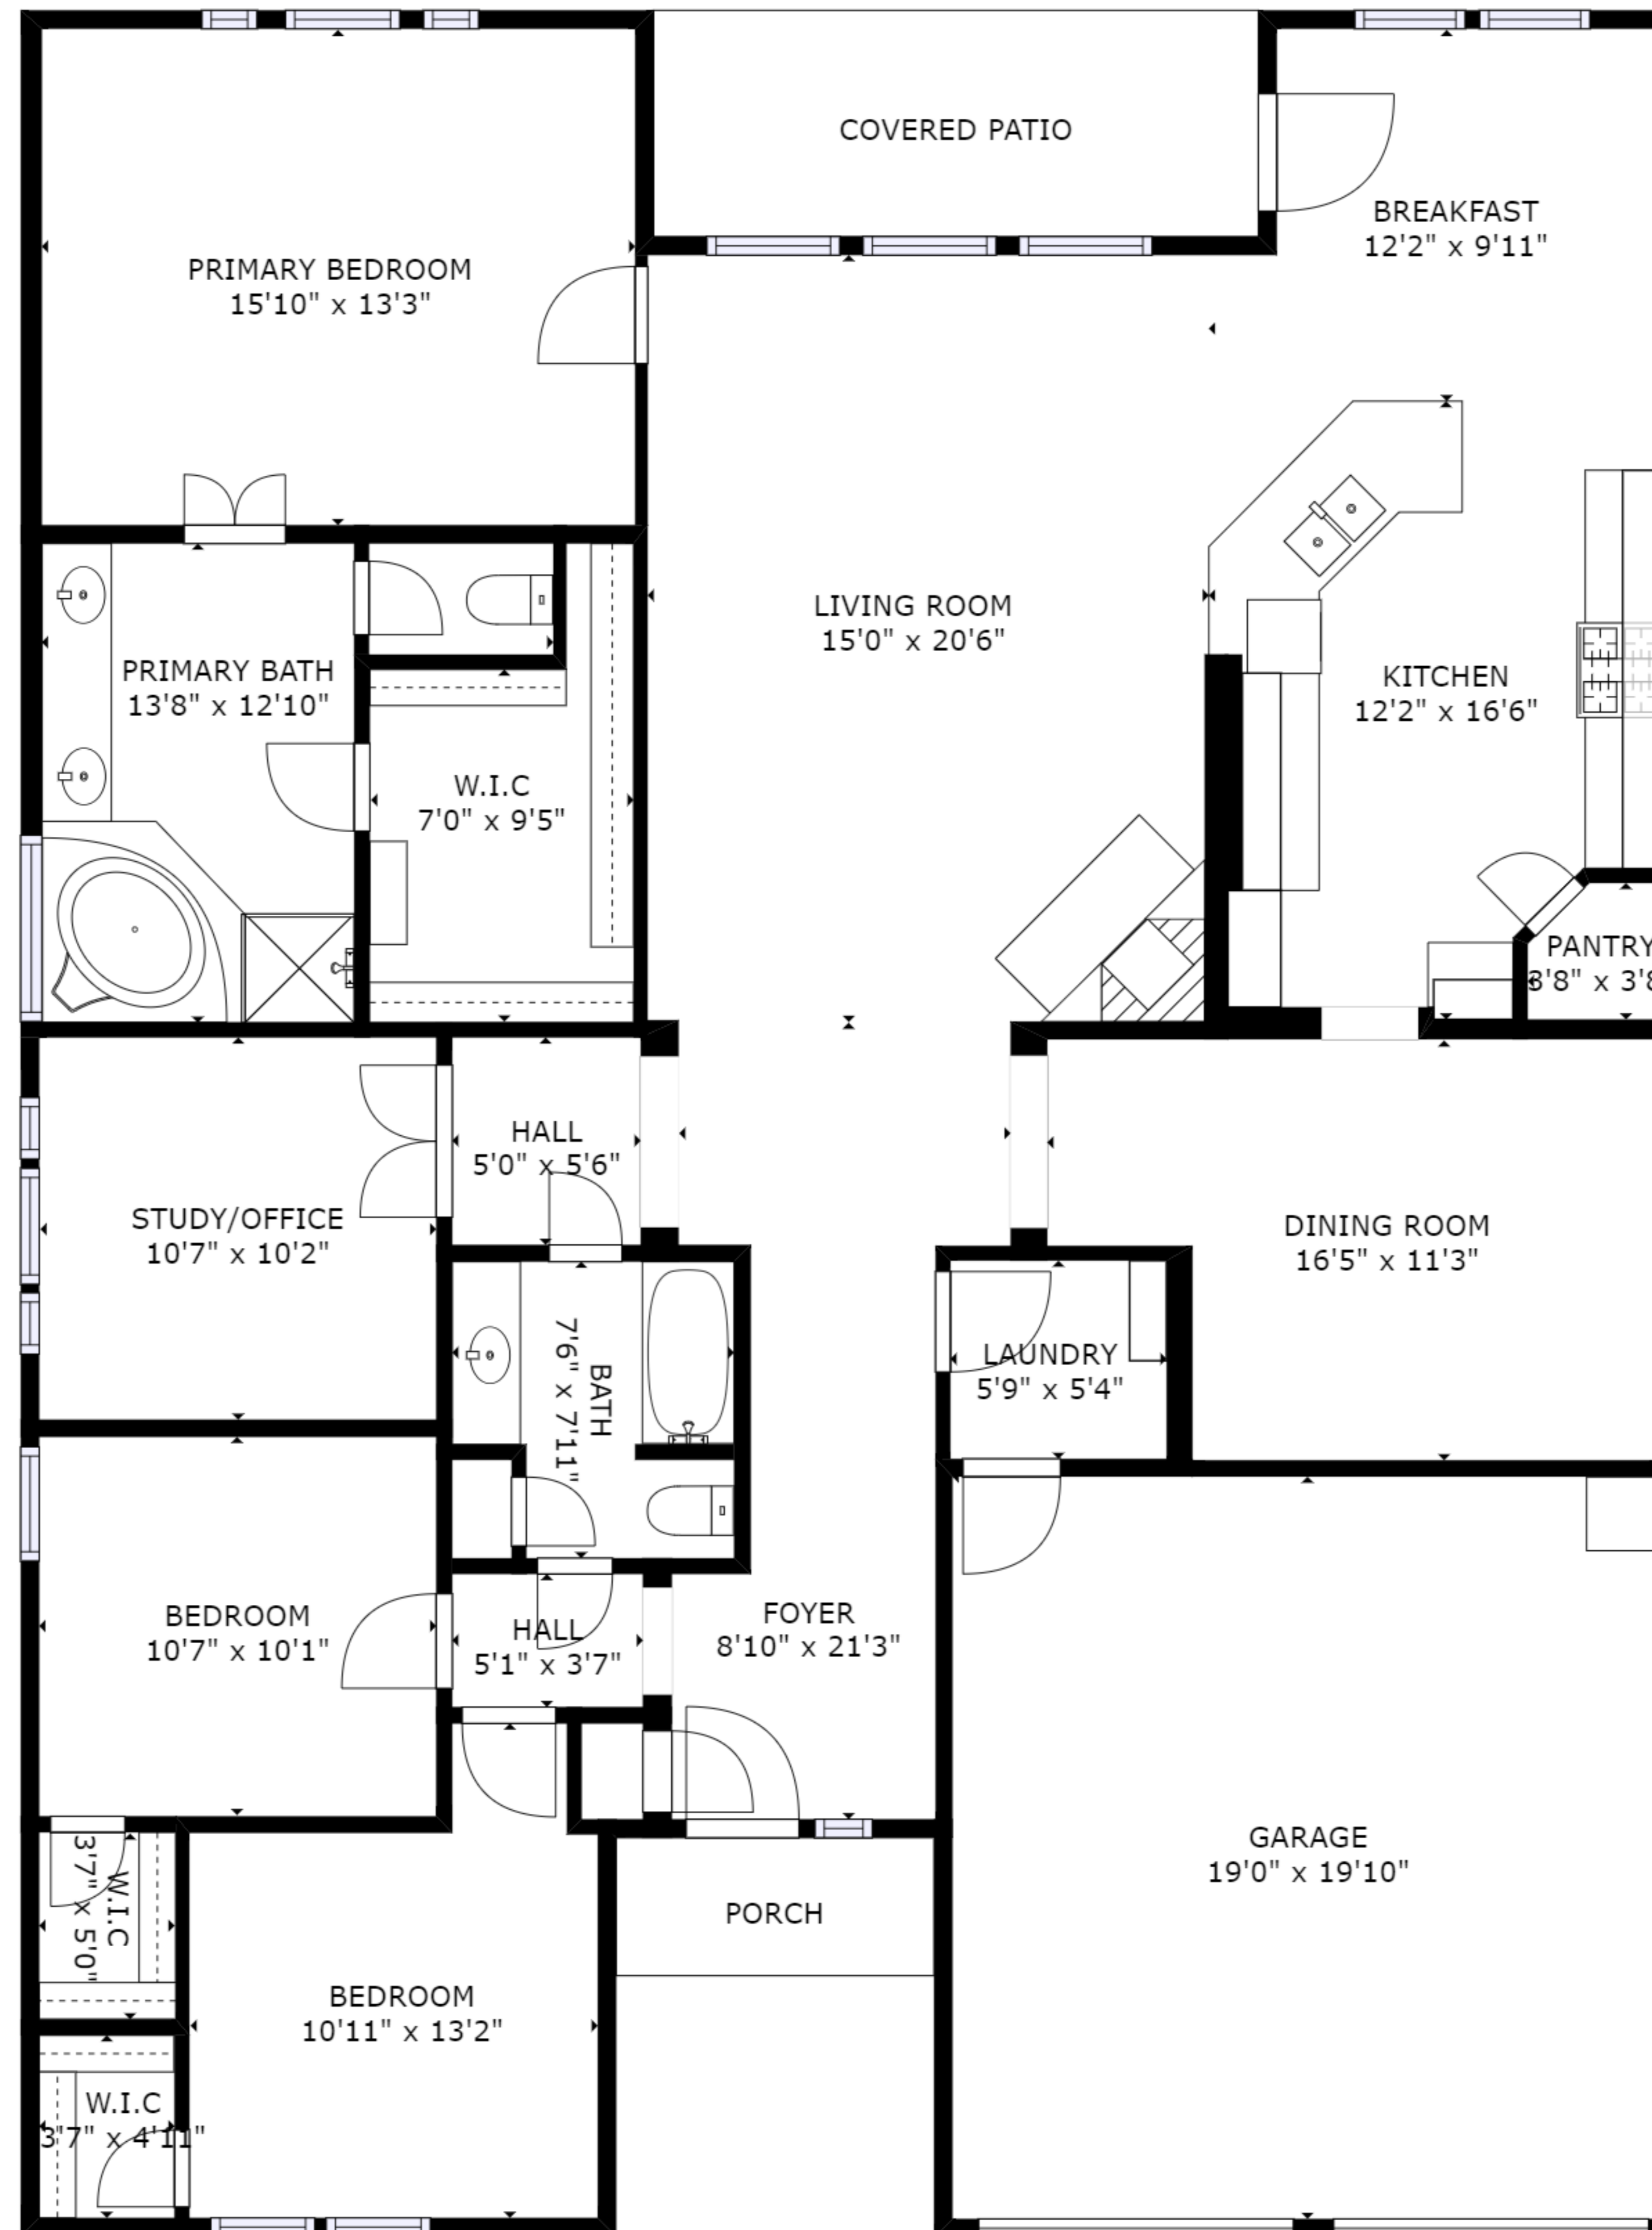 COVERED PATIO
BREAKFAST
12'2" x 9'11"
PRIMARY BEDROOM
15'10" x 13'3"
LIVING ROOM
15'0" x 20'6"
PRIMARY BATH
13'8" x 12'10"
KITCHEN
12'2" x 16'6"
W.I.C
7'0" x 9'5"
PANTRY
3'8" x 3'8
HALL
5'0" x 5'6"
STUDY/OFFICE
10'7" x 10'2"
DINING ROOM
16'5" x 11'3"
BATH
7'6" x 7'11"
LAUNDRY
5'9" x 5'4"
BEDROOM
10'7" x 10'1"
HALL
5'1" x 3'7"
FOYER
8'10" x 21'3"
GARAGE
19'0" x 19'10"
W.I.C
3'7" x 5'0"
PORCH
BEDROOM
10'11" x 13'2"
W.I.C
3'7" x 4'11"